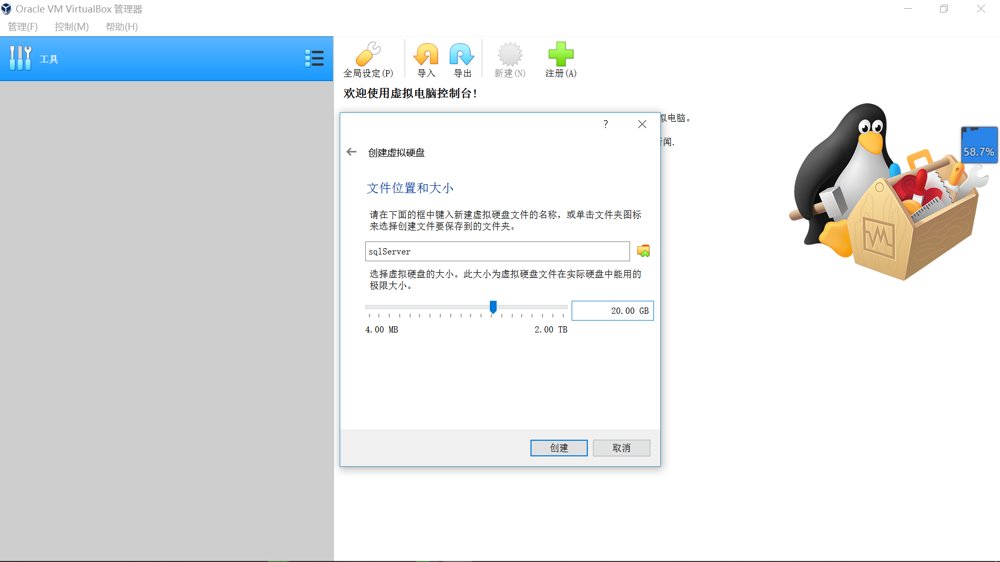 Oracle VM VirtualBox 管理器
管理(F) 控制(M) 帮助(H)
工具
全局设定(P) 导入 导出 新建(N) 注册(A)
欢迎使用虚拟电脑控制台!
拟电脑。
闻.
58.7%
?
创建虚拟硬盘
文件位置和大小
请在下面的框中键入新建虚拟硬盘文件的名称，或单击文件夹图标
来选择创建文件要保存到的文件夹。
sqlServer
选择虚拟硬盘的大小。此大小为虚拟硬盘文件在实际硬盘中能用的
极限大小。
20.00 GB
4.00 MB 2.00 TB
创建 取消